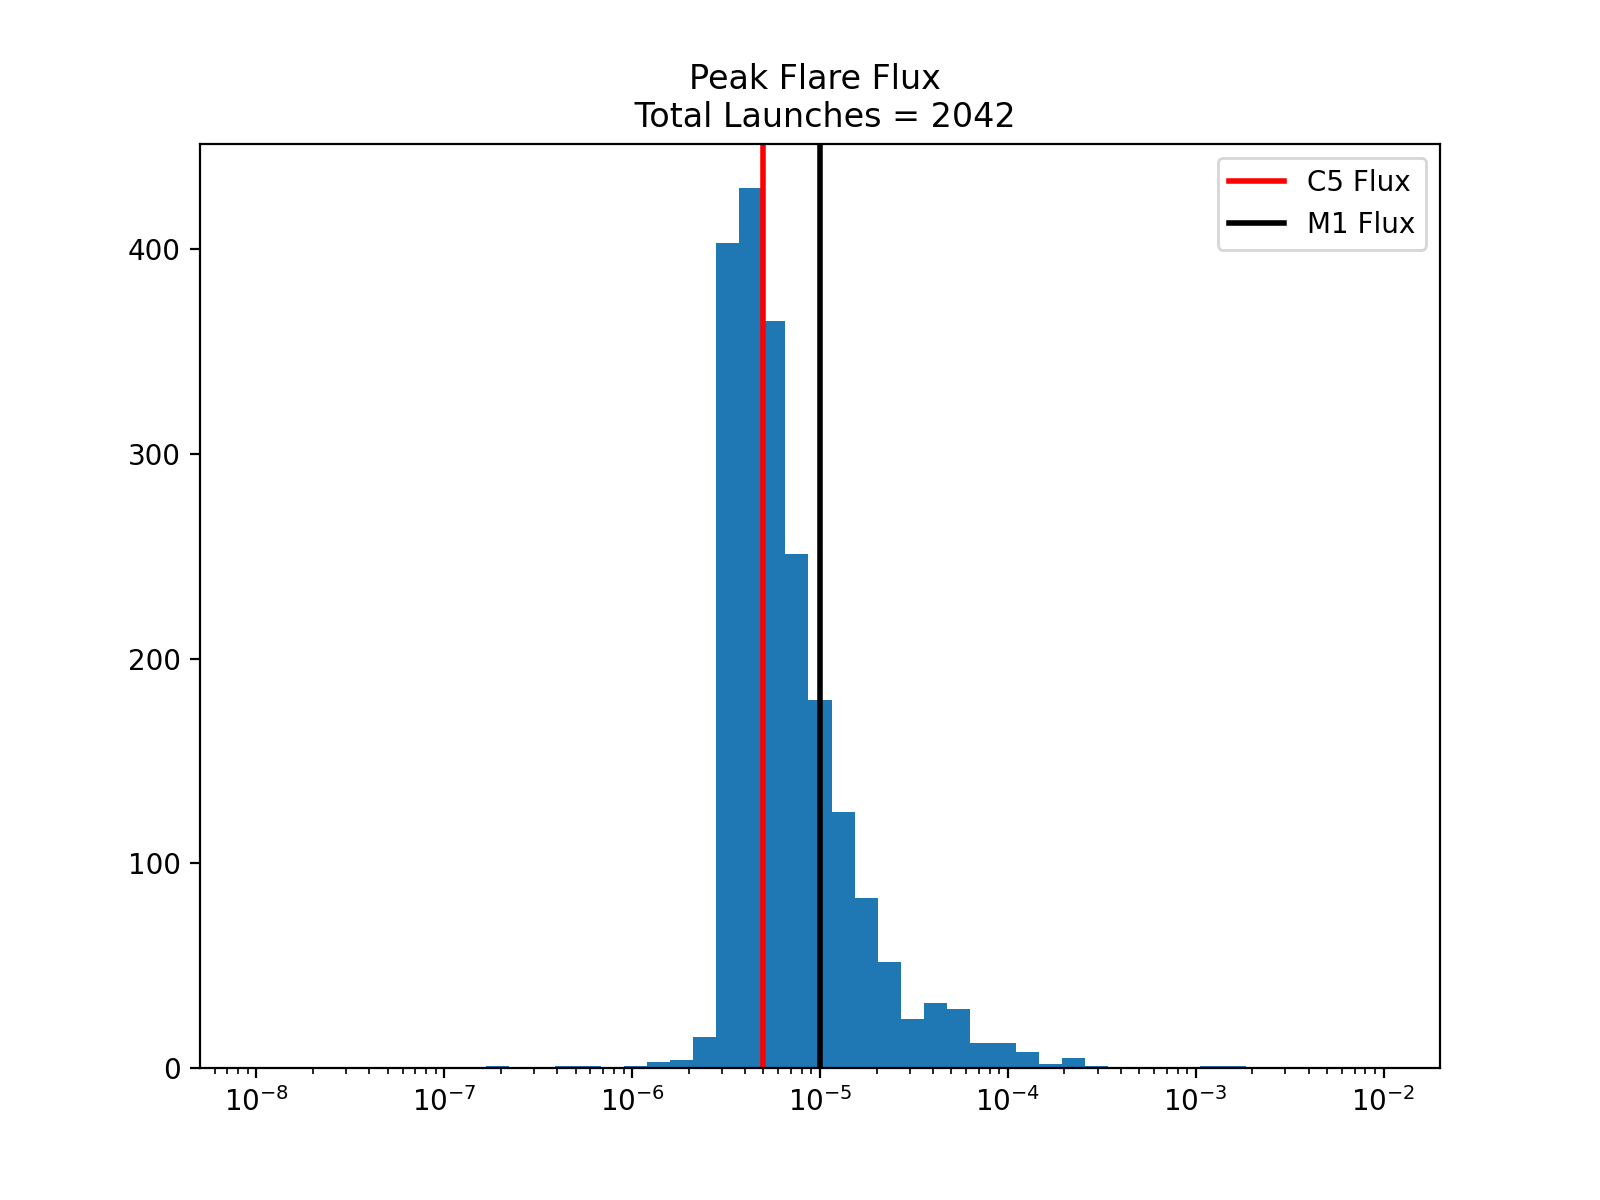 Peak Flare Flux
Total Launches = 2042
C5 Flux
M1 Flux
400
300
200
100
0
10⁻⁸ 10⁻⁷ 10⁻⁶ 10⁻⁵ 10⁻⁴ 10⁻³ 10⁻²